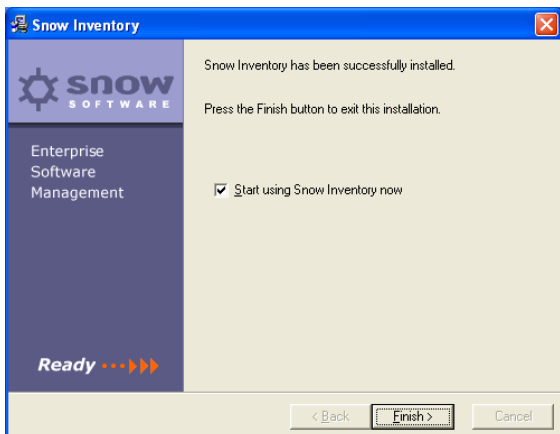 Snow Inventory
snow
SOFTWARE
Enterprise
Software
Management
Ready
Snow Inventory has been successfully installed.
Press the Finish button to exit this installation.
Start using Snow Inventory now
< Back
Finish >
Cancel